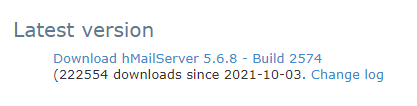 Latest version
Download hMailServer 5.6.8 - Build 2574
(222554 downloads since 2021-10-03. Change log